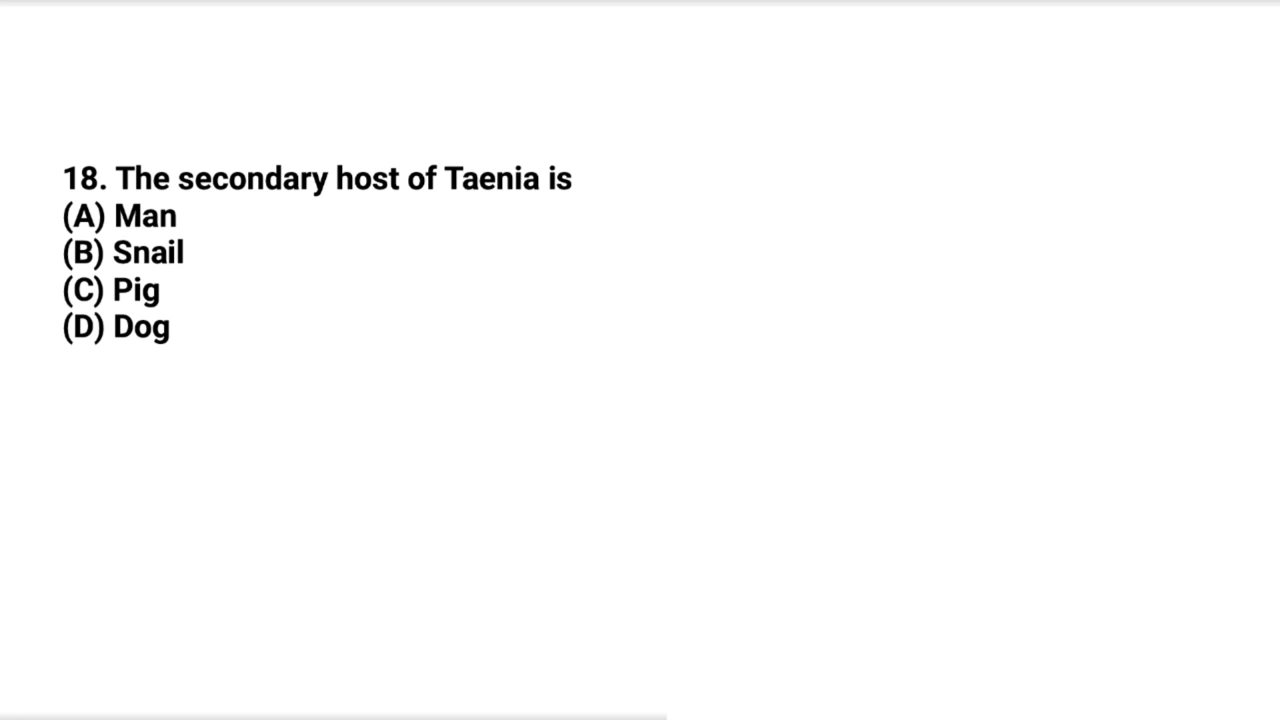 18. The secondary host of Taenia is
(A) Man
(B) Snail
(C) Pig
(D) Dog